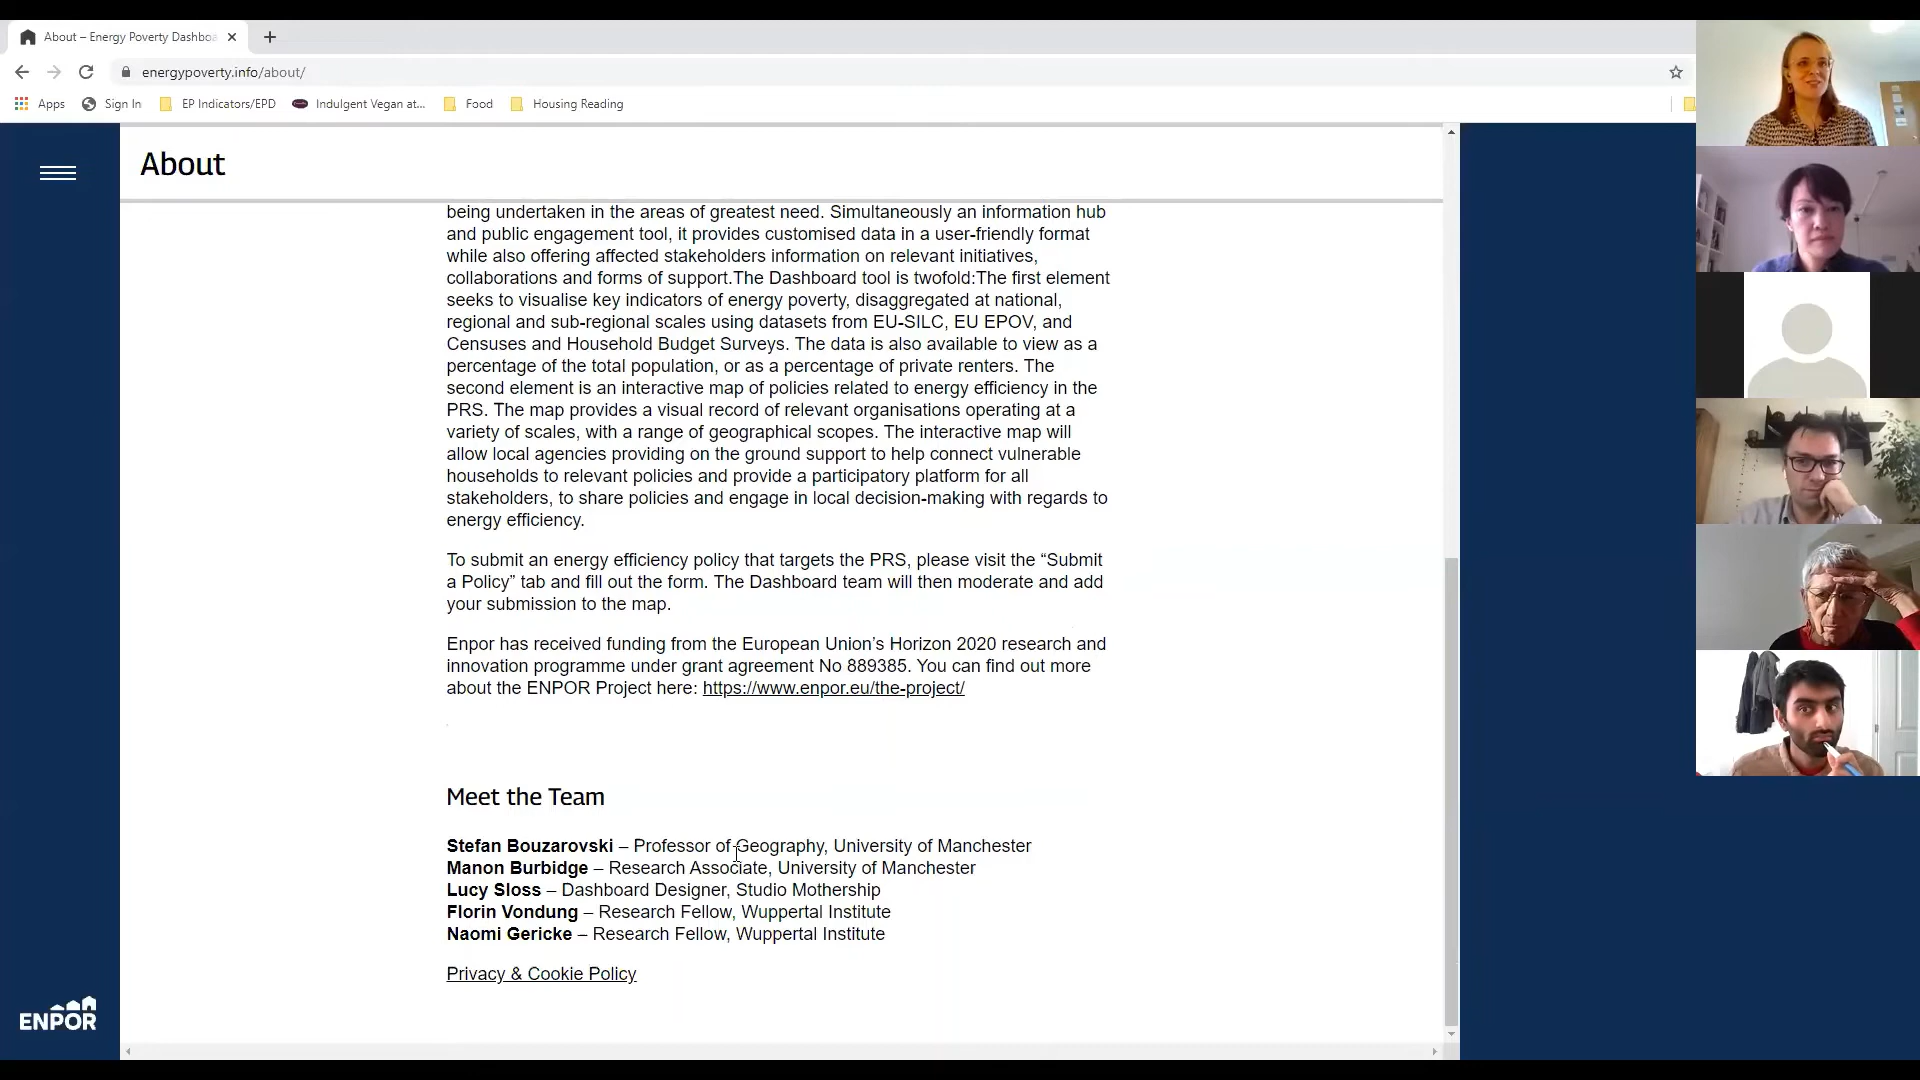 About – Energy Poverty Dashboa
energypoverty.info/about/
Apps
Sign In
EP Indicators/EPD
Indulgent Vegan at...
Food
Housing Reading
About
being undertaken in the areas of greatest need. Simultaneously an information hub
and public engagement tool, it provides customised data in a user-friendly format
while also offering affected stakeholders information on relevant initiatives,
collaborations and forms of support.The Dashboard tool is twofold:The first element
seeks to visualise key indicators of energy poverty, disaggregated at national,
regional and sub-regional scales using datasets from EU-SILC, EU EPOV, and
Censuses and Household Budget Surveys. The data is also available to view as a
percentage of the total population, or as a percentage of private renters. The
second element is an interactive map of policies related to energy efficiency in the
PRS. The map provides a visual record of relevant organisations operating at a
variety of scales, with a range of geographical scopes. The interactive map will
allow local agencies providing on the ground support to help connect vulnerable
households to relevant policies and provide a participatory platform for all
stakeholders, to share policies and engage in local decision-making with regards to
energy efficiency.
To submit an energy efficiency policy that targets the PRS, please visit the “Submit
a Policy” tab and fill out the form. The Dashboard team will then moderate and add
your submission to the map.
Enpor has received funding from the European Union’s Horizon 2020 research and
innovation programme under grant agreement No 889385. You can find out more
about the ENPOR Project here: https://www.enpor.eu/the-project/
Meet the Team
Stefan Bouzarovski – Professor of Geography, University of Manchester
Manon Burbidge – Research Associate, University of Manchester
Lucy Sloss – Dashboard Designer, Studio Mothership
Florin Vondung – Research Fellow, Wuppertal Institute
Naomi Gericke – Research Fellow, Wuppertal Institute
Privacy & Cookie Policy
ENPOR